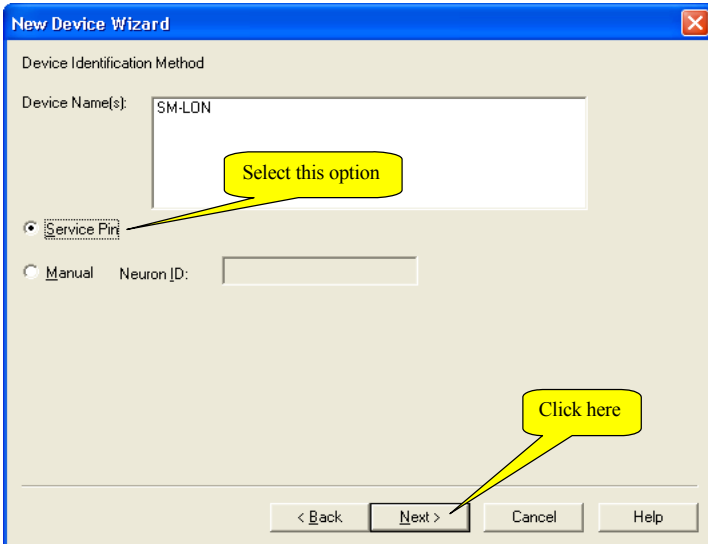 New Device Wizard
Device Identification Method
Device Name(s):
SM-LON
Select this option
Service Pin
Manual Neuron ID:
Click here
< Back Next > Cancel Help